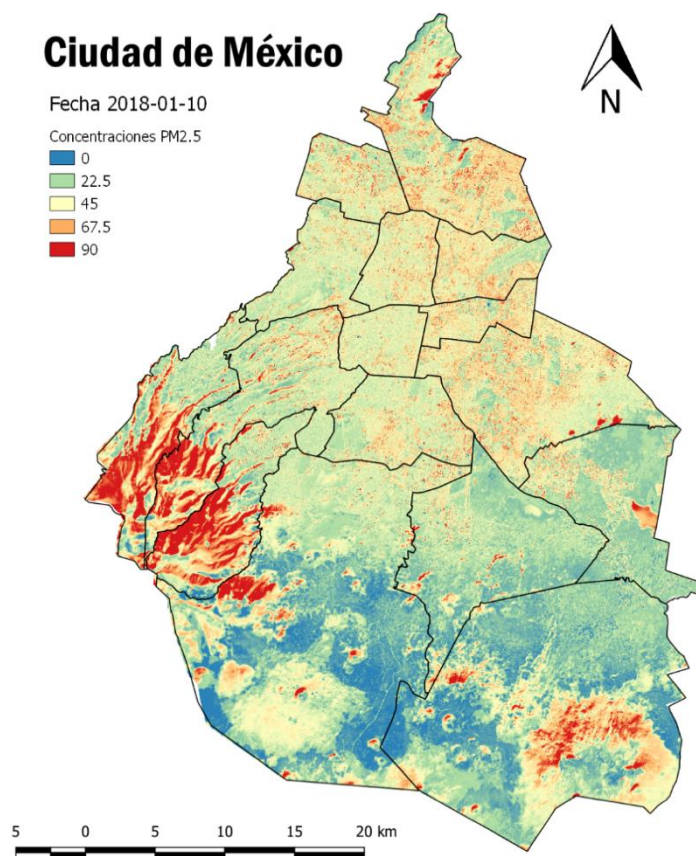 Ciudad de México
Fecha 2018-01-10
Concentraciones PM2.5
0
22.5
45
67.5
90
N
5 0 5 10 15 20 km